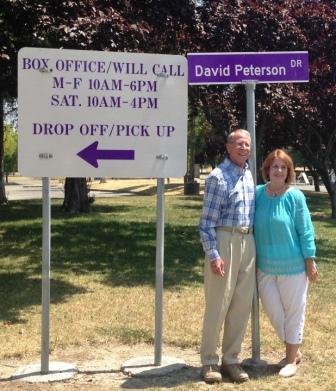 BOX OFFICE/WILL CALL
M-F 10AM-6PM
SAT. 10AM-4PM
DROP OFF/PICK UP
David Peterson DR